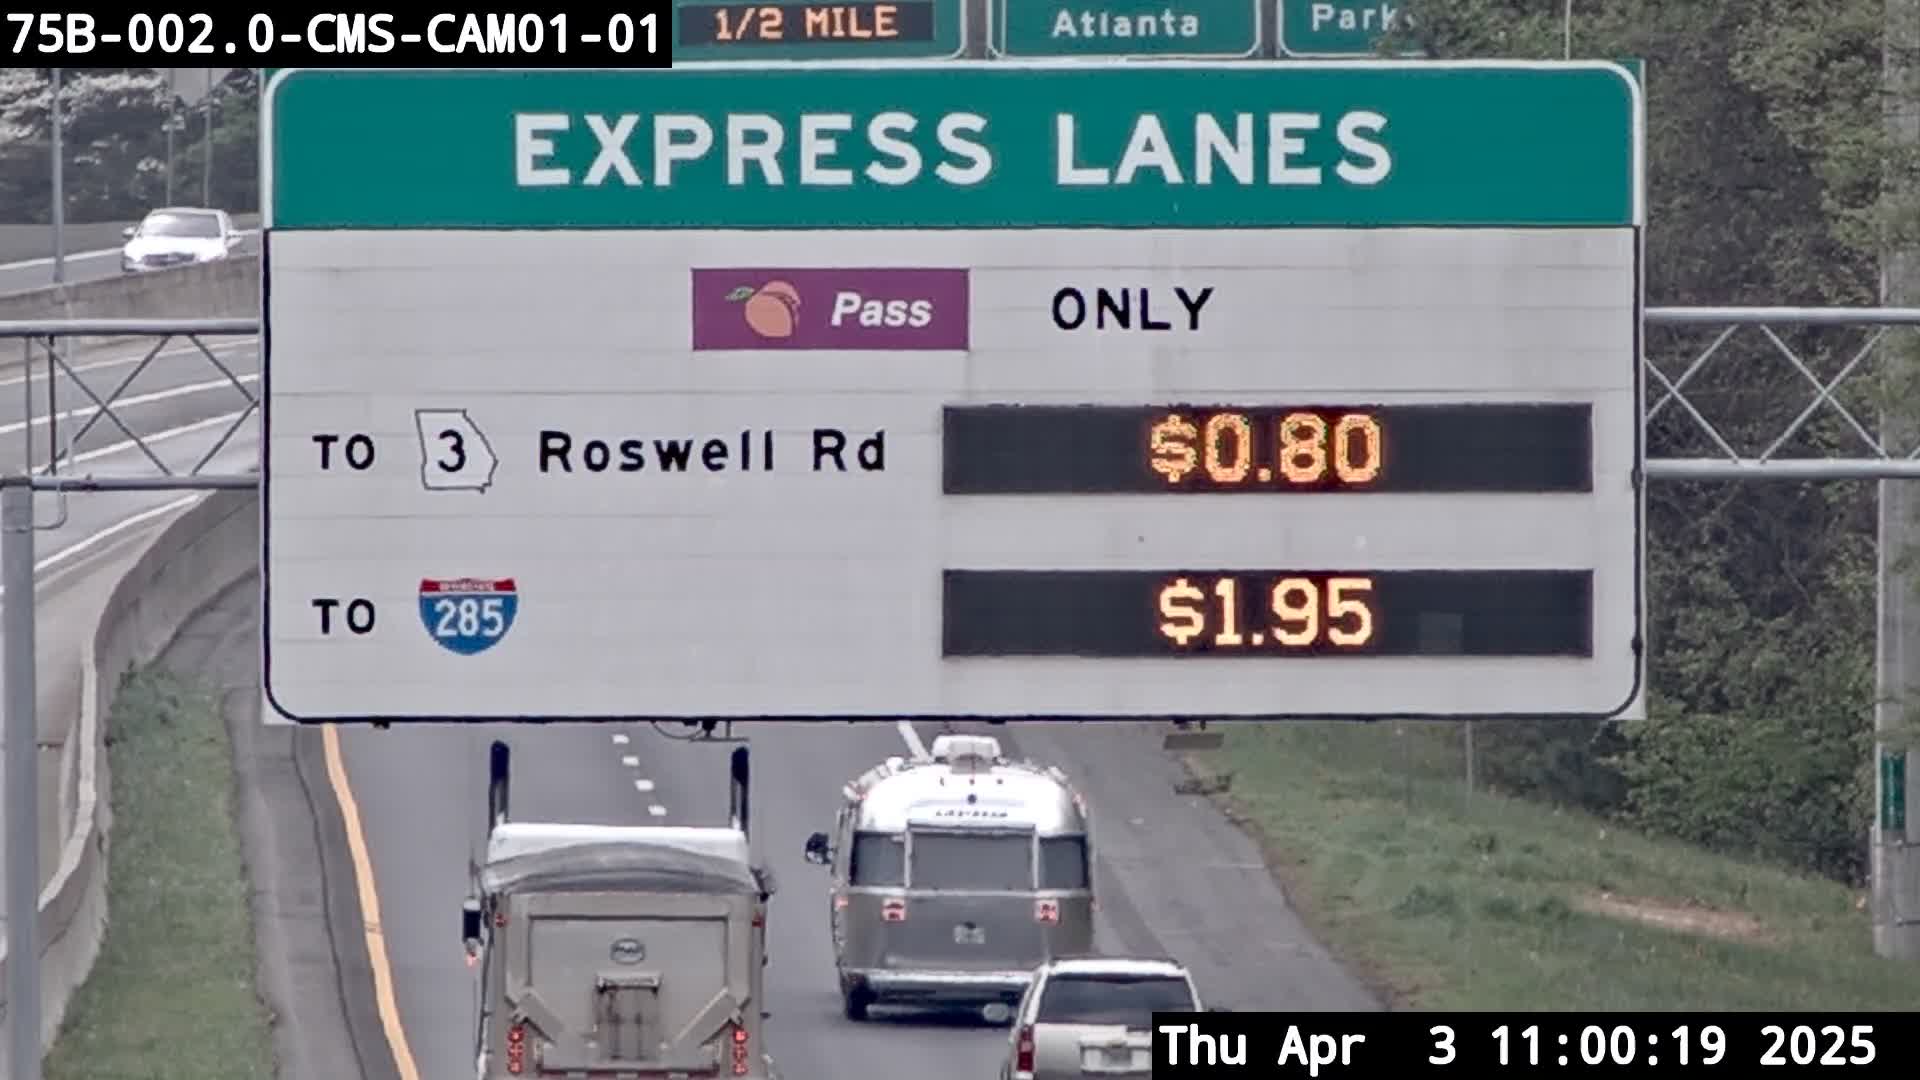 75B-002.0-CMS-CAM01-01
1/2 MILE
Atlanta
Park
EXPRESS LANES
Pass ONLY
TO 3 Roswell Rd $0.80
TO 285 $1.95
Thu Apr 3 11:00:19 2025